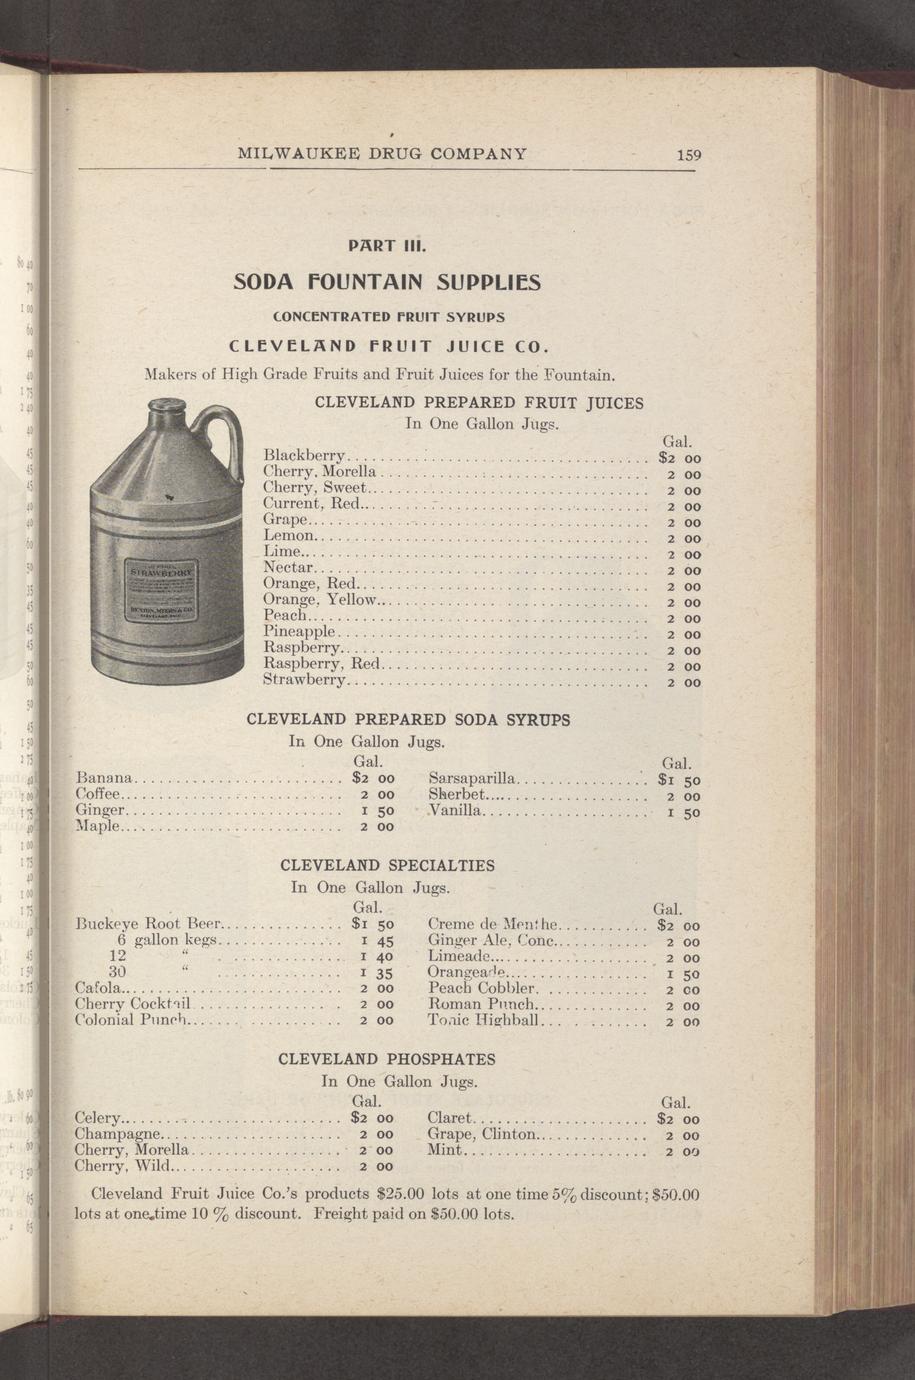 MILWAUKEE DRUG COMPANY 159
PART III.
SODA FOUNTAIN SUPPLIES
CONCENTRATED FRUIT SYRUPS
CLEVELAND FRUIT JUICE CO.
Makers of High Grade Fruits and Fruit Juices for the Fountain.
STRAWBERRY
CLEVELAND PREPARED FRUIT JUICES
In One Gallon Jugs.
Gal.
Blackberry $2 00
Cherry, Morella 2 00
Cherry, Sweet 2 00
Current, Red 2 00
Grape 2 00
Lemon 2 00
Lime 2 00
Nectar 2 00
Orange, Red 2 00
Orange, Yellow 2 00
Peach 2 00
Pineapple 2 00
Raspberry 2 00
Raspberry, Red 2 00
Strawberry 2 00
CLEVELAND PREPARED SODA SYRUPS
In One Gallon Jugs.
Gal.
Banana $2 00
Coffee 2 00
Ginger 1 50
Maple 2 00
Gal.
Sarsaparilla $1 50
Sherbet 2 00
Vanilla 1 50
CLEVELAND SPECIALTIES
In One Gallon Jugs.
Gal.
Buckeye Root Beer $1 50
6 gallon kegs 1 45
12 " 1 40
30 " 1 35
Cafola 2 00
Cherry Cocktail 2 00
Colonial Punch 2 00
Gal.
Creme de Menthe $2 00
Ginger Ale, Conc. 2 00
Limeade 2 00
Orangeade 1 50
Peach Cobbler 2 00
Roman Punch 2 00
Tonic Highball 2 00
CLEVELAND PHOSPHATES
In One Gallon Jugs.
Gal.
Celery $2 00
Champagne 2 00
Cherry, Morella 2 00
Cherry, Wild 2 00
Gal.
Claret $2 00
Grape, Clinton 2 00
Mint 2 00
Cleveland Fruit Juice Co.'s products $25.00 lots at one time 5% discount; $50.00
lots at one time 10 % discount. Freight paid on $50.00 lots.